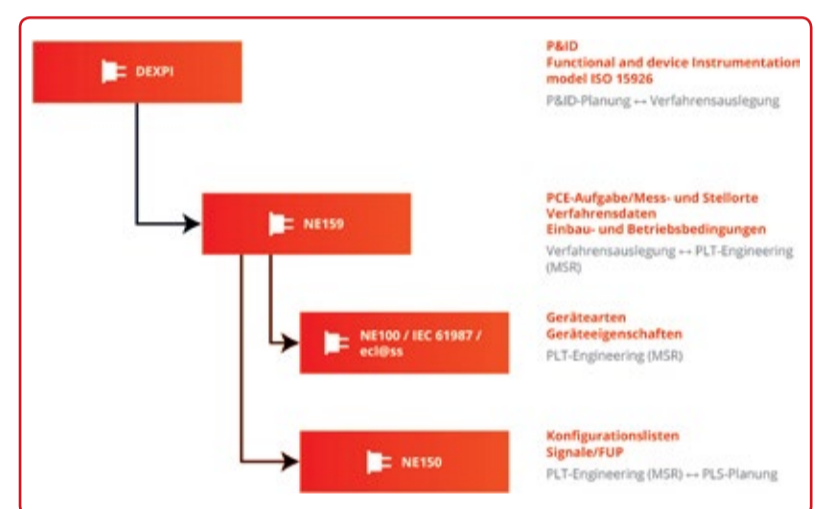 DEXPI
P&ID
Functional and device Instrumentation
model ISO 15926
P&ID-Planung ↔ Verfahrensauslegung
NE159
PCE-Aufgabe/Mess- und Stellorte
Verfahrensdaten
Einbau- und Betriebsbedingungen
Verfahrensauslegung ↔ PLT-Engineering
(MSR)
NE100 / IEC 61987 /
ecl@ss
Gerätearten
Geräteeigenschaften
PLT-Engineering (MSR)
NE150
Konfigurationslisten
Signale/FUP
PLT-Engineering (MSR) ↔ PLS-Planung